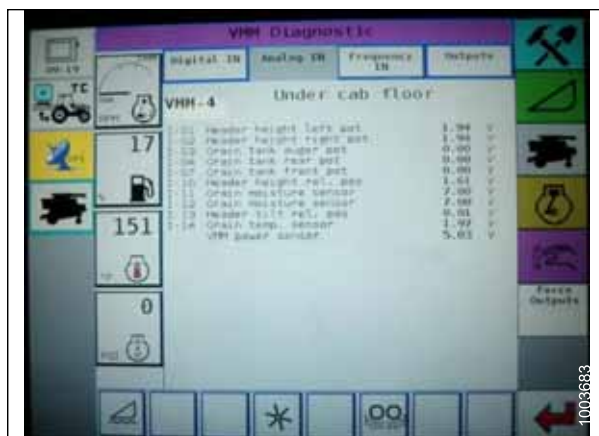 VMM Diagnostic
Digital IN
Analog IN
Frequency IN
Outputs
TC
VMM-4
Under cab floor
Header height left pot 1.94 V
Header height right pot 1.94 V
Grain tank auger pot 0.00 V
Grain tank rear pot 0.00 V
Grain tank front pot 0.00 V
Header height rel. pos 1.61 V
Grain moisture sensor 7.00 V
Grain moisture sensor 7.00 V
Header tilt rel. pos 0.01 V
Grain temp. sensor 1.97 V
VMM power sensor 5.03 V
17
151
0
Force
Outputs
1003683